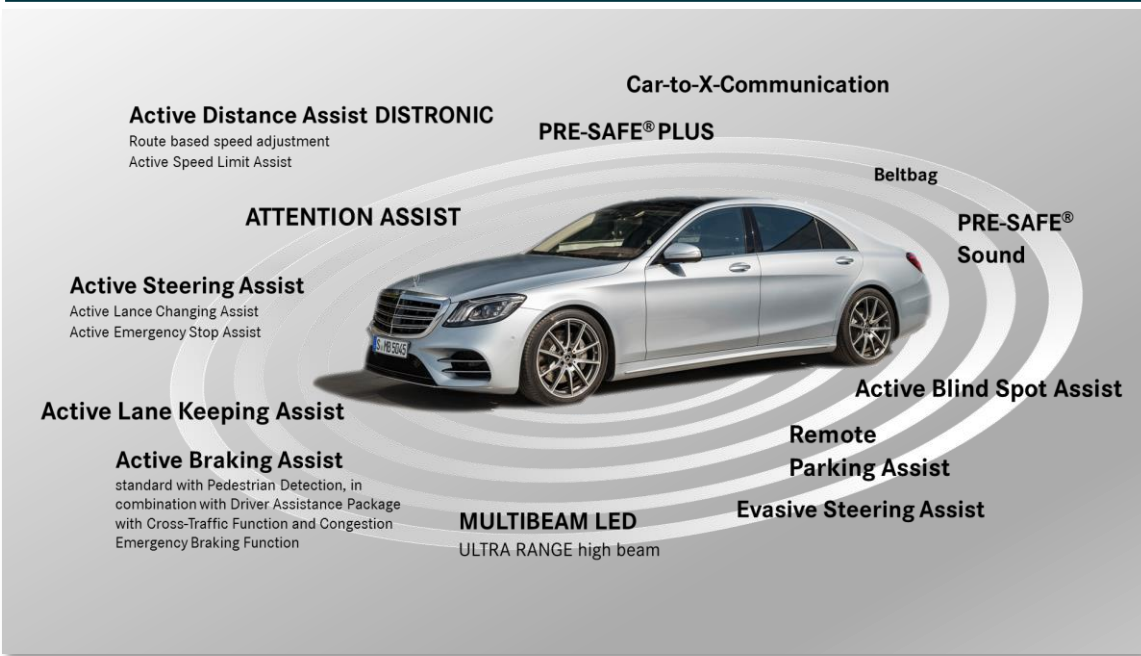 Car-to-X-Communication
Active Distance Assist DISTRONIC
Route based speed adjustment
Active Speed Limit Assist
PRE-SAFE® PLUS
Beltbag
ATTENTION ASSIST
PRE-SAFE®
Sound
Active Steering Assist
Active Lance Changing Assist
Active Emergency Stop Assist
S MB 5045
Active Blind Spot Assist
Active Lane Keeping Assist
Remote
Parking Assist
Active Braking Assist
standard with Pedestrian Detection, in
combination with Driver Assistance Package
with Cross-Traffic Function and Congestion
Emergency Braking Function
Evasive Steering Assist
MULTIBEAM LED
ULTRA RANGE high beam